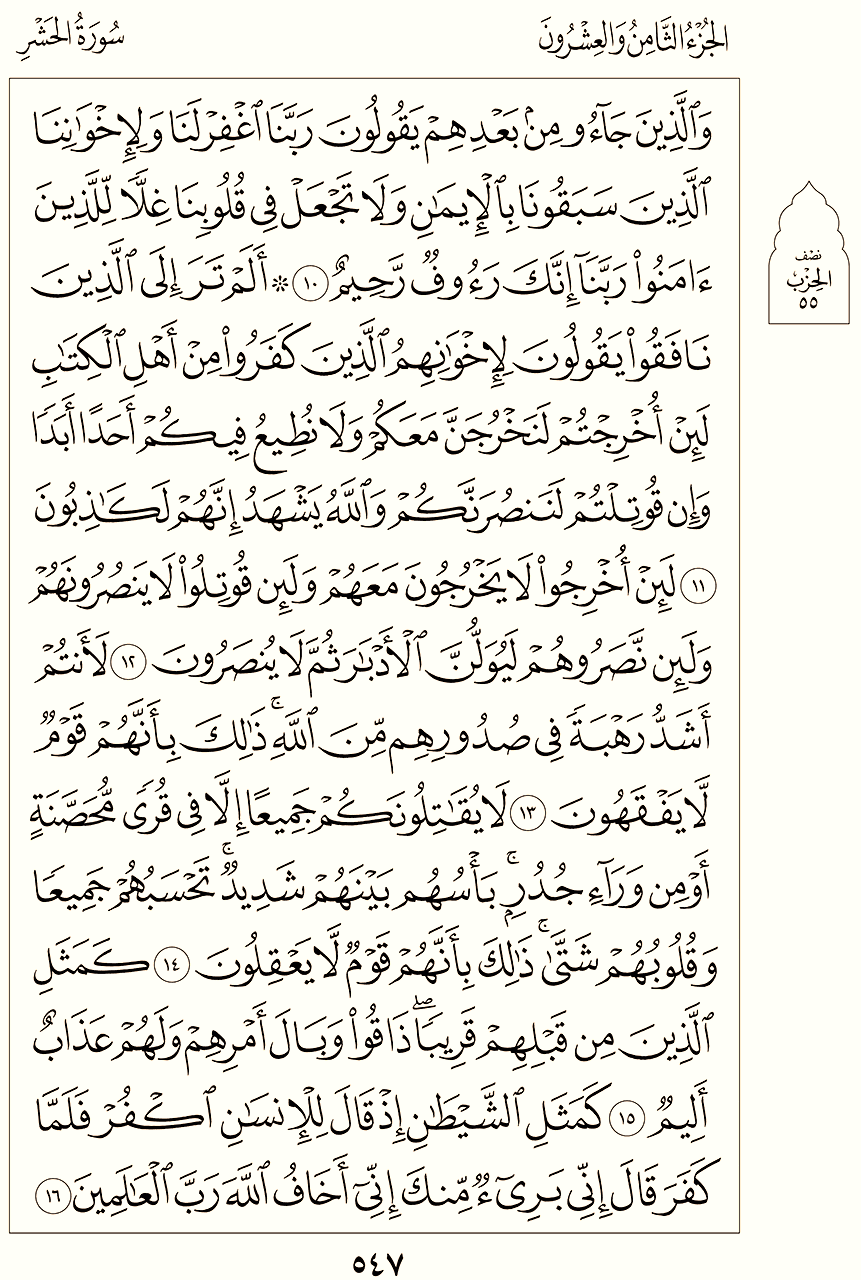 الجُزْءُ الثَّامِنُ وَالعِشْرُونَ
سُورَةُ الحَشْرِ
وَٱلَّذِينَ جَآءُو مِنۢ بَعْدِهِمْ يَقُولُونَ رَبَّنَا ٱغْفِرْ لَنَا وَلِإِخْوَٰنِنَا
ٱلَّذِينَ سَبَقُونَا بِٱلْإِيمَٰنِ وَلَا تَجْعَلْ فِى قُلُوبِنَا غِلًّا لِّلَّذِينَ
ءَامَنُوا۟ رَبَّنَآ إِنَّكَ رَءُوفٌ رَّحِيمٌ ١٠ ۞ أَلَمْ تَرَ إِلَى ٱلَّذِينَ
نَافَقُوا۟ يَقُولُونَ لِإِخْوَٰنِهِمُ ٱلَّذِينَ كَفَرُوا۟ مِنْ أَهْلِ ٱلْكِتَٰبِ
لَئِنْ أُخْرِجْتُمْ لَنَخْرُجَنَّ مَعَكُمْ وَلَا نُطِيعُ فِيكُمْ أَحَدًا أَبَدًا
وَإِن قُوتِلْتُمْ لَنَنصُرَنَّكُمْ وَٱللَّهُ يَشْهَدُ إِنَّهُمْ لَكَٰذِبُونَ
١١ لَئِنْ أُخْرِجُوا۟ لَا يَخْرُجُونَ مَعَهُمْ وَلَئِن قُوتِلُوا۟ لَا يَنصُرُونَهُمْ
وَلَئِن نَّصَرُوهُمْ لَيُوَلُّنَّ ٱلْأَدْبَٰرَ ثُمَّ لَا يُنصَرُونَ ١٢ لَأَنتُمْ
أَشَدُّ رَهْبَةً فِى صُدُورِهِم مِّنَ ٱللَّهِ ۚ ذَٰلِكَ بِأَنَّهُمْ قَوْمٌ
لَّا يَفْقَهُونَ ١٣ لَا يُقَٰتِلُونَكُمْ جَمِيعًا إِلَّا فِى قُرًى مُّحَصَّنَةٍ
أَوْ مِن وَرَآءِ جُدُرٍۭ ۚ بَأْسُهُم بَيْنَهُمْ شَدِيدٌ ۚ تَحْسَبُهُمْ جَمِيعًا
وَقُلُوبُهُمْ شَتَّىٰ ۚ ذَٰلِكَ بِأَنَّهُمْ قَوْمٌ لَّا يَعْقِلُونَ ١٤ كَمَثَلِ
ٱلَّذِينَ مِن قَبْلِهِمْ قَرِيبًا ۖ ذَاقُوا۟ وَبَالَ أَمْرِهِمْ وَلَهُمْ عَذَابٌ
أَلِيمٌ ١٥ كَمَثَلِ ٱلشَّيْطَٰنِ إِذْ قَالَ لِلْإِنسَٰنِ ٱكْفُرْ فَلَمَّا
كَفَرَ قَالَ إِنِّى بَرِىٓءٌ مِّنكَ إِنِّىٓ أَخَافُ ٱللَّهَ رَبَّ ٱلْعَٰلَمِينَ ١٦
نصف
الحزب
٥٥
٥٤٧